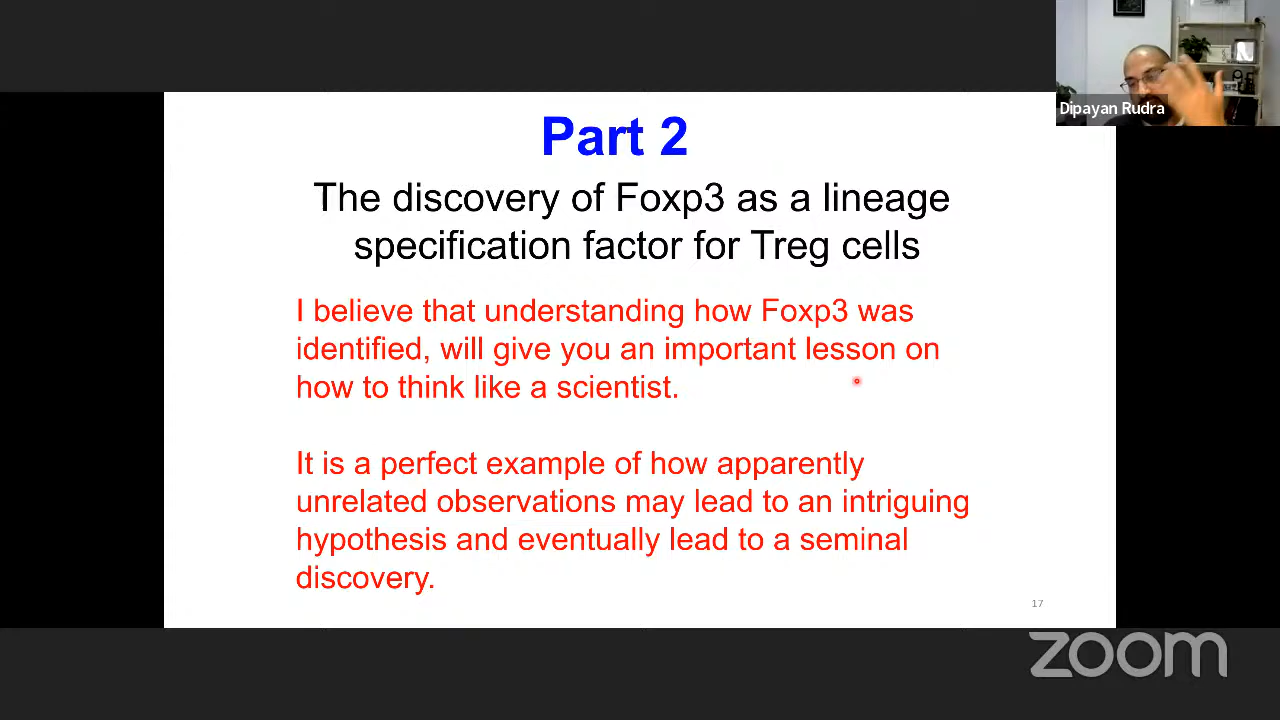 Dipayan Rudra
Part 2
The discovery of Foxp3 as a lineage
specification factor for Treg cells
I believe that understanding how Foxp3 was
identified, will give you an important lesson on
how to think like a scientist.
It is a perfect example of how apparently
unrelated observations may lead to an intriguing
hypothesis and eventually lead to a seminal
discovery.
17
zoom